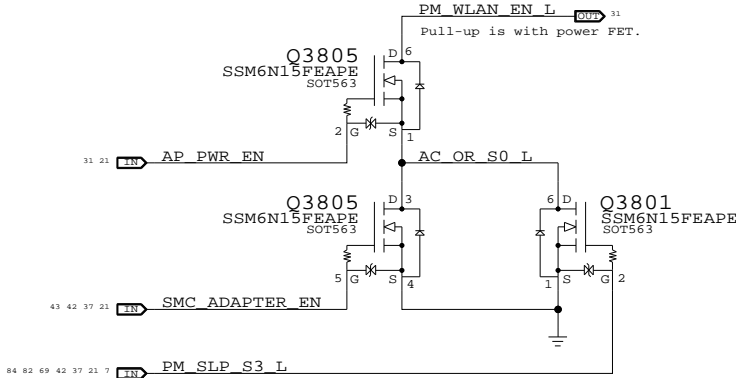 PM_WLAN_EN_L OUT 31
Pull-up is with power FET.
Q3805
SSM6N15FEAPE
SOT563
D 6
2 G S 1
31 21 IN AP_PWR_EN
AC_OR_S0_L
Q3805
SSM6N15FEAPE
SOT563
D 3
5 G S 4
6 D
Q3801
SSM6N15FEAPE
SOT563
1 S G 2
43 42 37 21 IN SMC_ADAPTER_EN
84 82 69 42 37 21 7 IN PM_SLP_S3_L